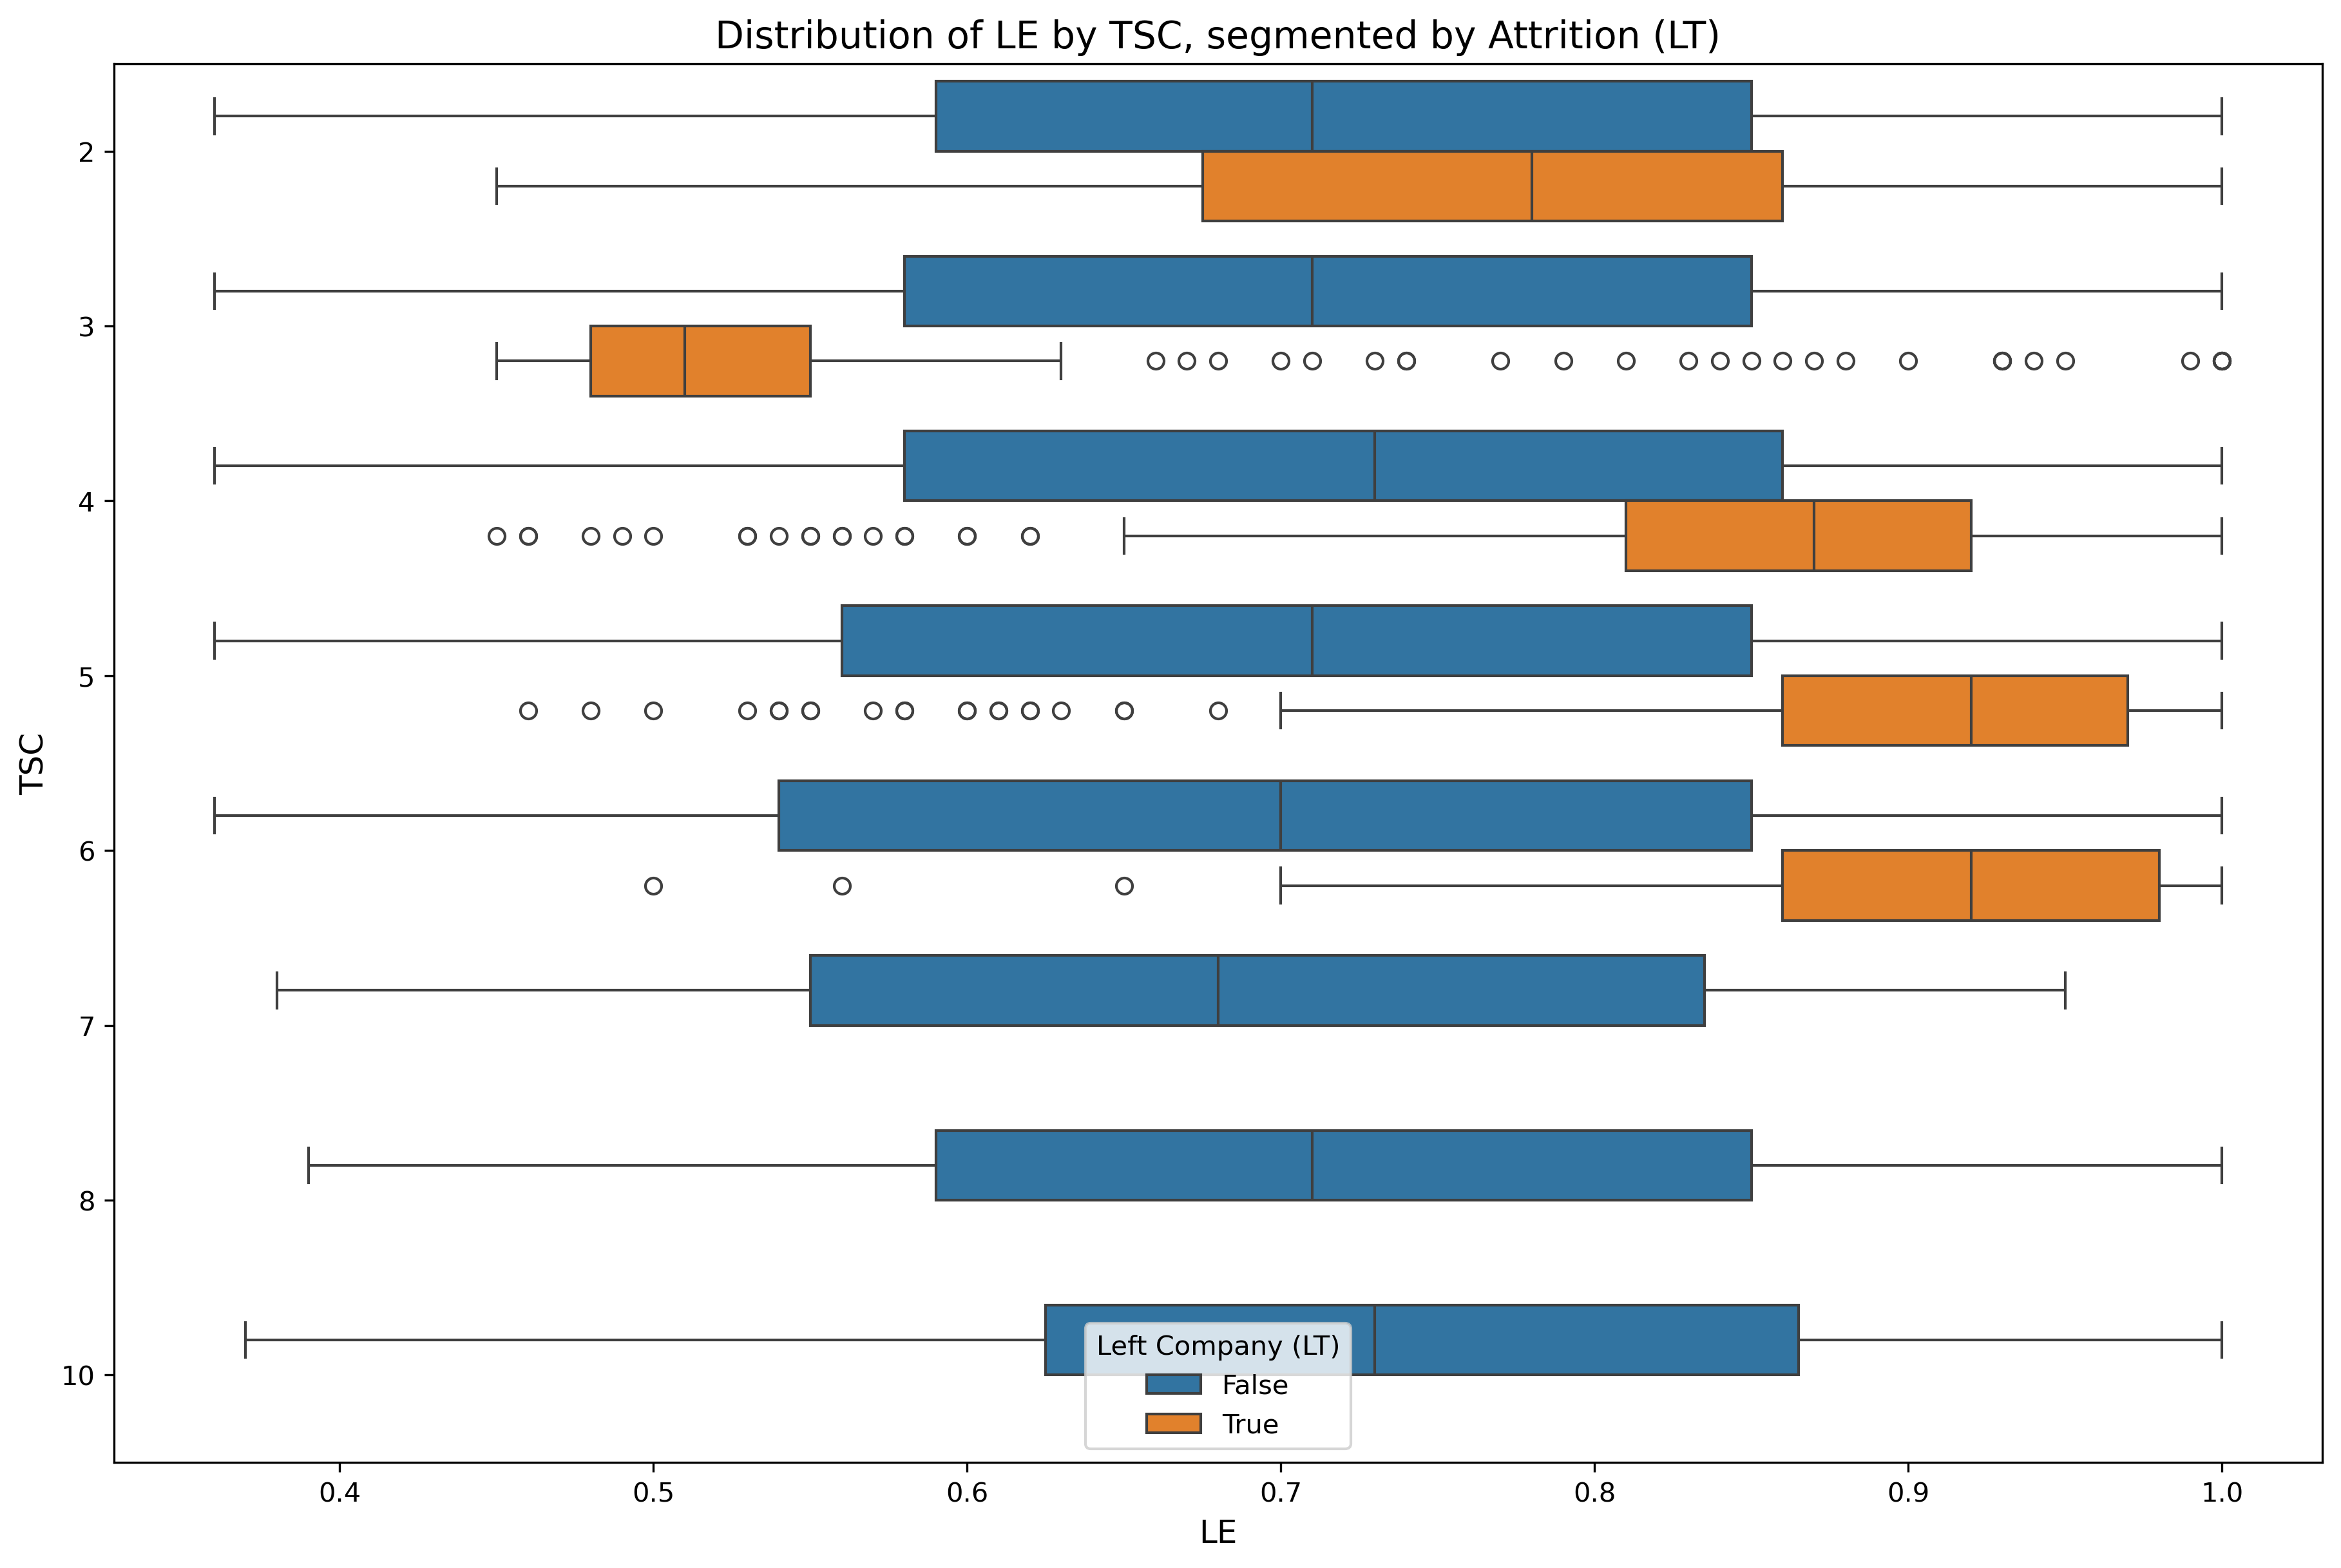 Distribution of LE by TSC, segmented by Attrition (LT)
TSC
2
3
4
5
6
7
8
10
Left Company (LT)
False
True
0.4 0.5 0.6 0.7 0.8 0.9 1.0
LE